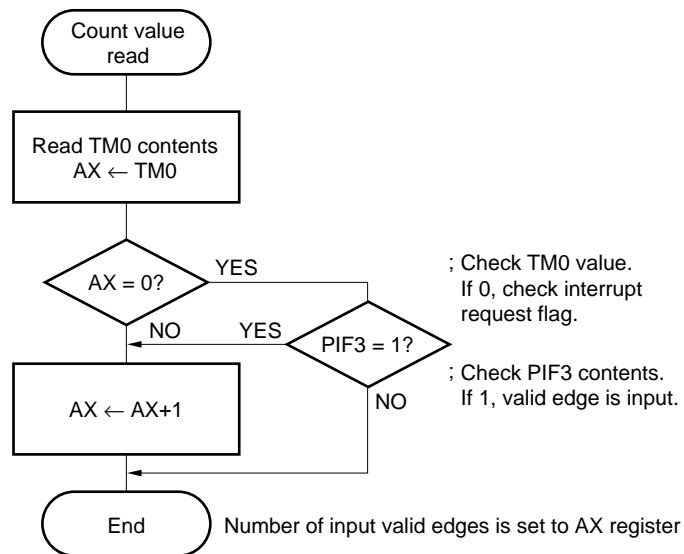 Count value
read
Read TM0 contents
AX ← TM0
AX = 0?
YES
; Check TM0 value.
If 0, check interrupt
request flag.
NO
YES
PIF3 = 1?
; Check PIF3 contents.
If 1, valid edge is input.
NO
AX ← AX+1
End
Number of input valid edges is set to AX register